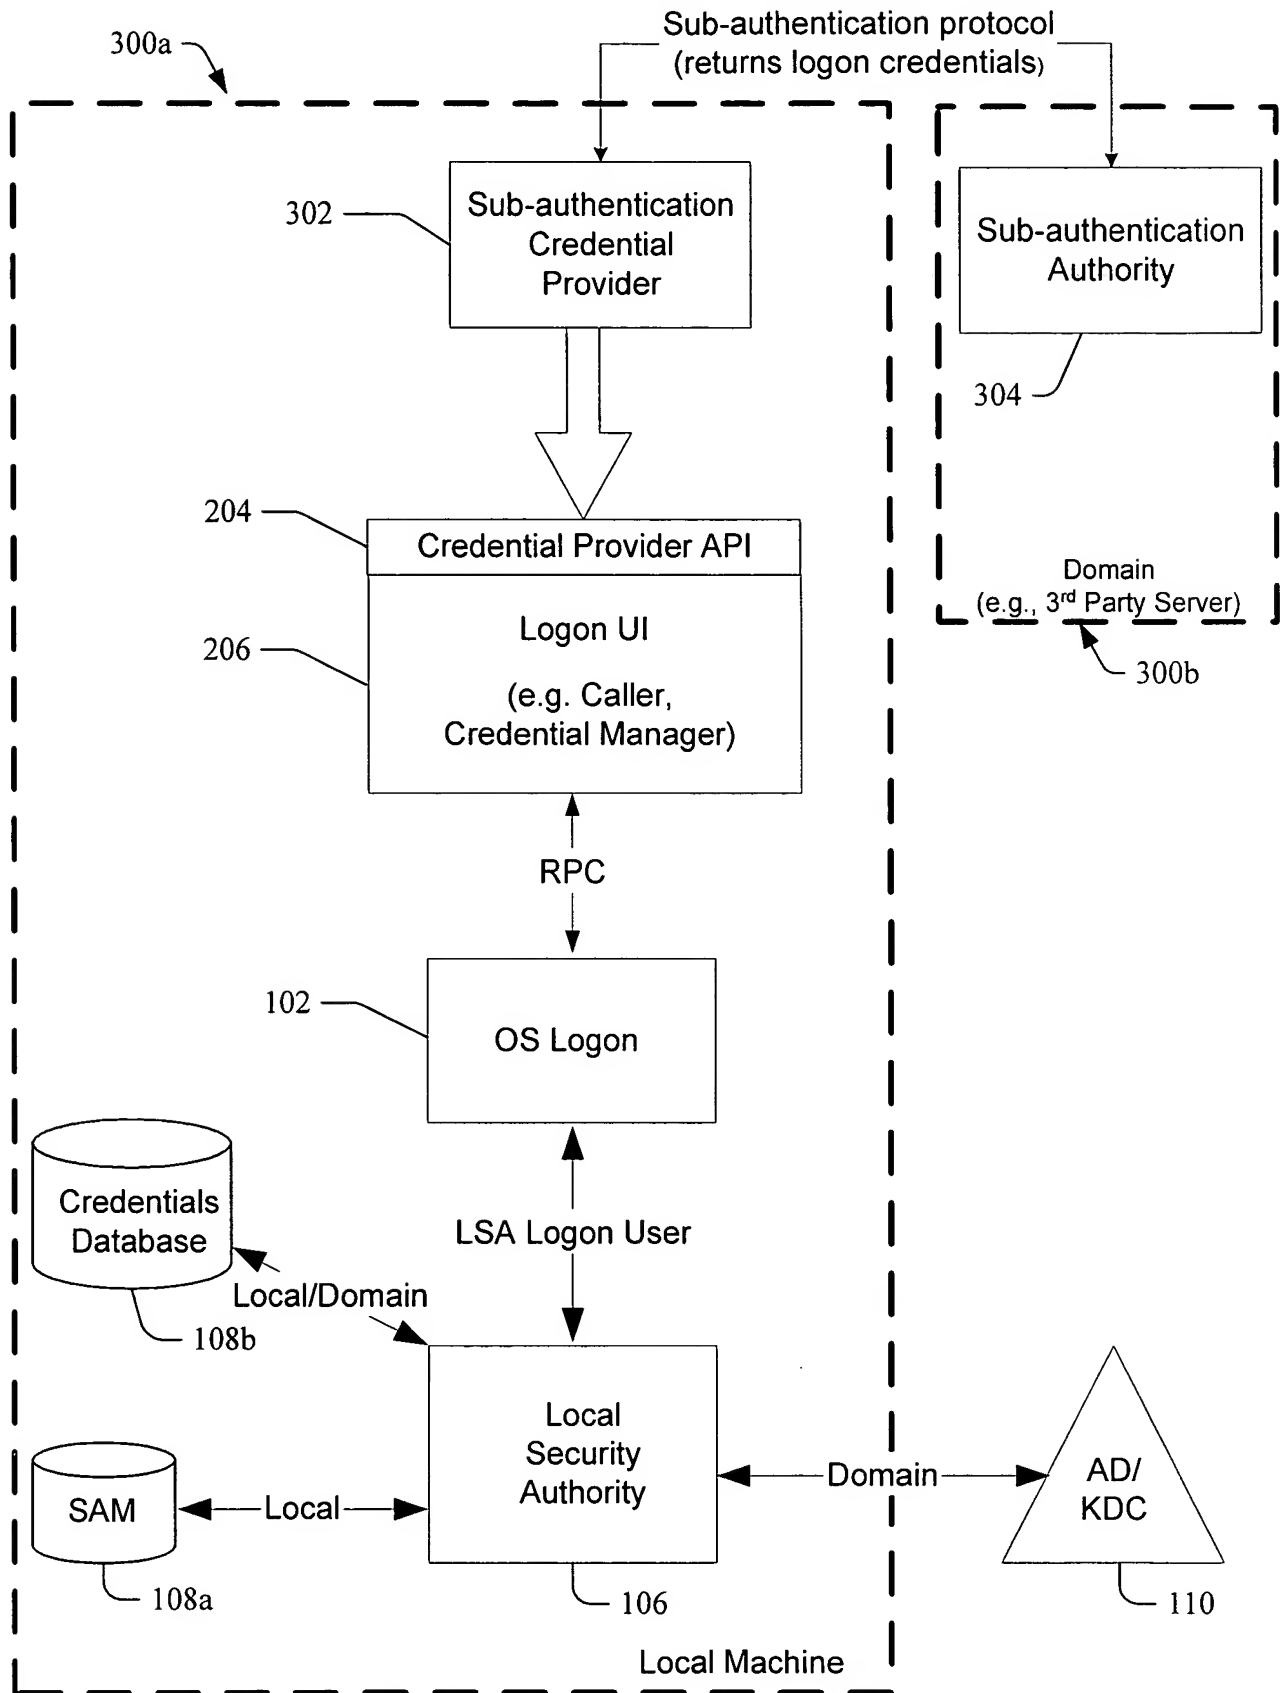 Sub-authentication protocol
(returns logon credentials)
300a
302
Sub-authentication
Credential
Provider
Sub-authentication
Authority
304
204
Credential Provider API
Domain
(e.g., 3rd Party Server)
300b
206
Logon UI
(e.g. Caller,
Credential Manager)
RPC
102
OS Logon
Credentials
Database
LSA Logon User
Local/Domain
108b
Local
Security
Authority
Domain
AD/
KDC
SAM
Local
108a
106
110
Local Machine